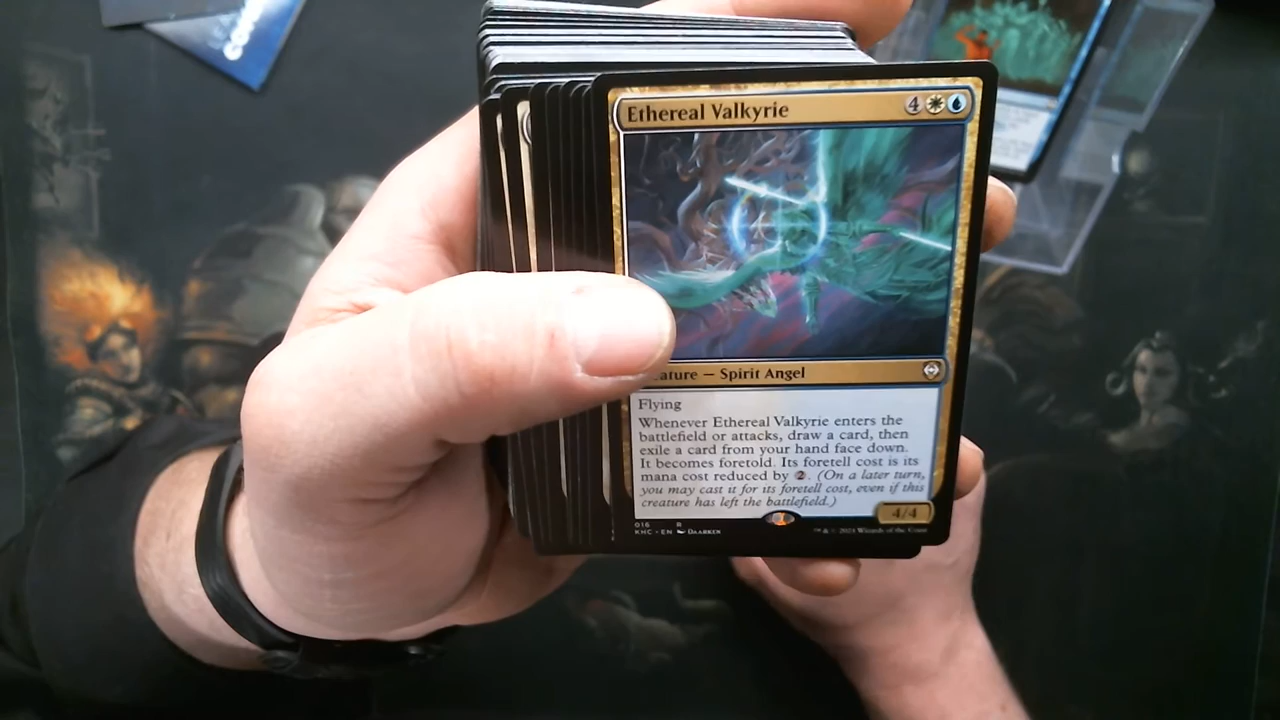 Ethereal Valkyrie 4
ature — Spirit Angel
Flying
Whenever Ethereal Valkyrie enters the
battlefield or attacks, draw a card, then
exile a card from your hand face down.
It becomes foretold. Its foretell cost is its
mana cost reduced by 2. (On a later turn,
you may cast it for its foretell cost, even if this
creature has left the battlefield.)
4/4
016 R
KHC • EN DAARKEN
™ & © 2021 Wizards of the Coast